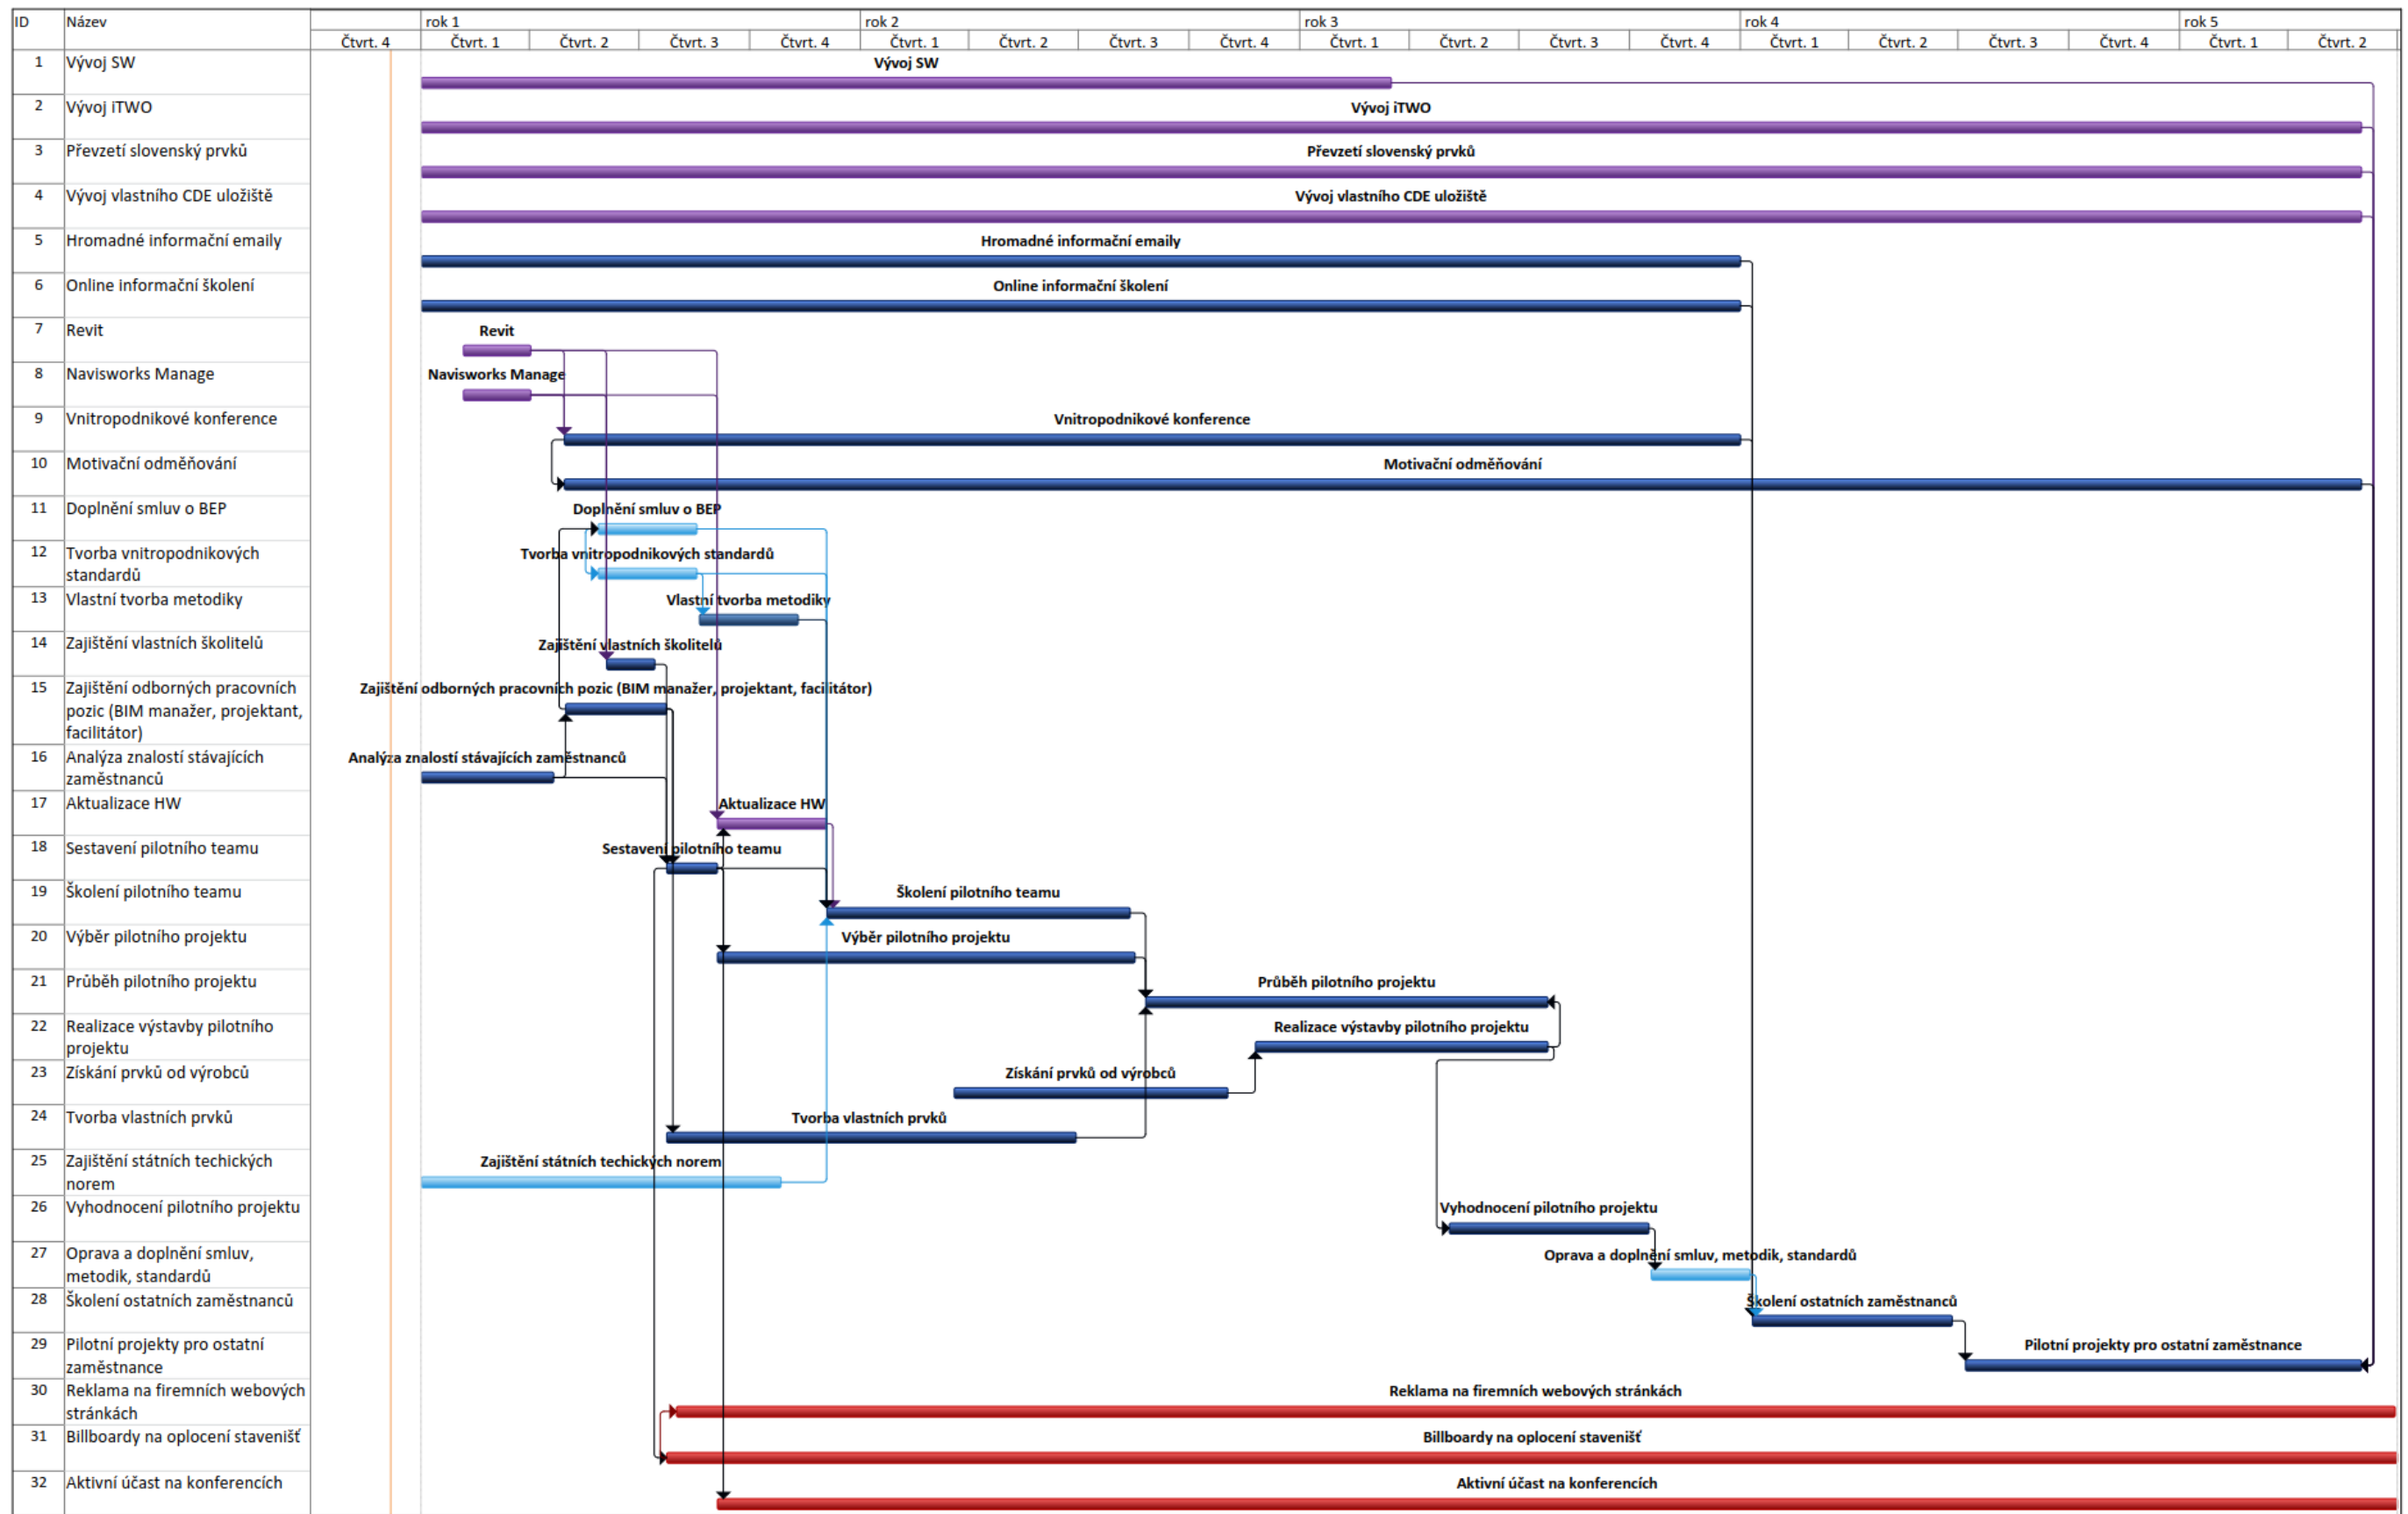 ID Název rok 1 rok 2 rok 3 rok 4 rok 5
Čtvrt. 4 Čtvrt. 1 Čtvrt. 2 Čtvrt. 3 Čtvrt. 4 Čtvrt. 1 Čtvrt. 2 Čtvrt. 3 Čtvrt. 4 Čtvrt. 1 Čtvrt. 2 Čtvrt. 3 Čtvrt. 4 Čtvrt. 1 Čtvrt. 2 Čtvrt. 3 Čtvrt. 4 Čtvrt. 1 Čtvrt. 2
1 Vývoj SW Vývoj SW
2 Vývoj iTWO Vývoj iTWO
3 Převzetí slovenský prvků Převzetí slovenský prvků
4 Vývoj vlastního CDE uložiště Vývoj vlastního CDE uložiště
5 Hromadné informační emaily Hromadné informační emaily
6 Online informační školení Online informační školení
7 Revit Revit
8 Navisworks Manage Navisworks Manage
9 Vnitropodnikové konference Vnitropodnikové konference
10 Motivační odměňování Motivační odměňování
11 Doplnění smluv o BEP Doplnění smluv o BEP
12 Tvorba vnitropodnikových Tvorba vnitropodnikových standardů
standardů
13 Vlastní tvorba metodiky Vlastní tvorba metodiky
14 Zajištění vlastních školitelů Zajištění vlastních školitelů
15 Zajištění odborných pracovních Zajištění odborných pracovních pozic (BIM manažer, projektant, facilitátor)
pozic (BIM manažer, projektant,
facilitátor)
16 Analýza znalostí stávajících Analýza znalostí stávajících zaměstnanců
zaměstnanců
17 Aktualizace HW Aktualizace HW
18 Sestavení pilotního teamu Sestavení pilotního teamu
19 Školení pilotního teamu Školení pilotního teamu
20 Výběr pilotního projektu Výběr pilotního projektu
21 Průběh pilotního projektu Průběh pilotního projektu
22 Realizace výstavby pilotního Realizace výstavby pilotního projektu
projektu
23 Získání prvků od výrobců Získání prvků od výrobců
24 Tvorba vlastních prvků Tvorba vlastních prvků
25 Zajištění státních techických Zajištění státních techických norem
norem
26 Vyhodnocení pilotního projektu Vyhodnocení pilotního projektu
27 Oprava a doplnění smluv, Oprava a doplnění smluv, metodik, standardů
metodik, standardů
28 Školení ostatních zaměstnanců Školení ostatních zaměstnanců
29 Pilotní projekty pro ostatní Pilotní projekty pro ostatní zaměstnance
zaměstnance
30 Reklama na firemních webových Reklama na firemních webových stránkách
stránkách
31 Billboardy na oplocení stavenišť Billboardy na oplocení stavenišť
32 Aktivní účast na konferencích Aktivní účast na konferencích